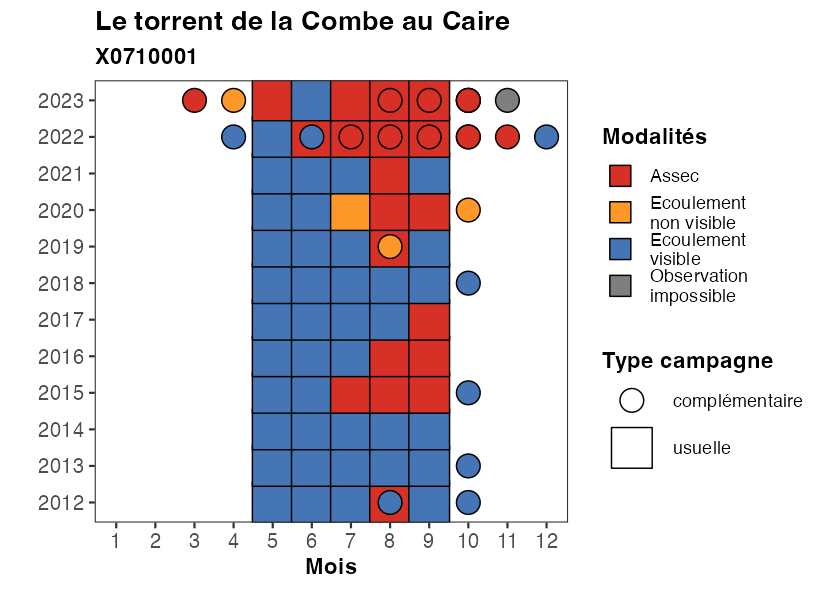 Le torrent de la Combe au Caire
X0710001
2023
2022
2021
2020
2019
2018
2017
2016
2015
2014
2013
2012
1 2 3 4 5 6 7 8 9 10 11 12
Mois
Modalités
Assec
Ecoulement
non visible
Ecoulement
visible
Observation
impossible
Type campagne
complémentaire
usuelle